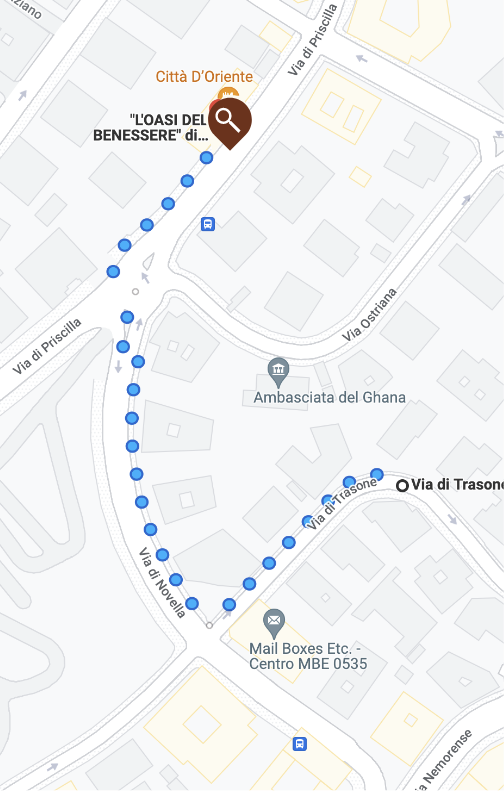 ziano
Via di Priscilla
Città D'Oriente
"L'OASI DEL
BENESSERE" di...
Via Ostriana
Via di Priscilla
Ambasciata del Ghana
Via di Trasone
Via di Trasone
Via di Novella
Mail Boxes Etc. -
Centro MBE 0535
Via Nemorense